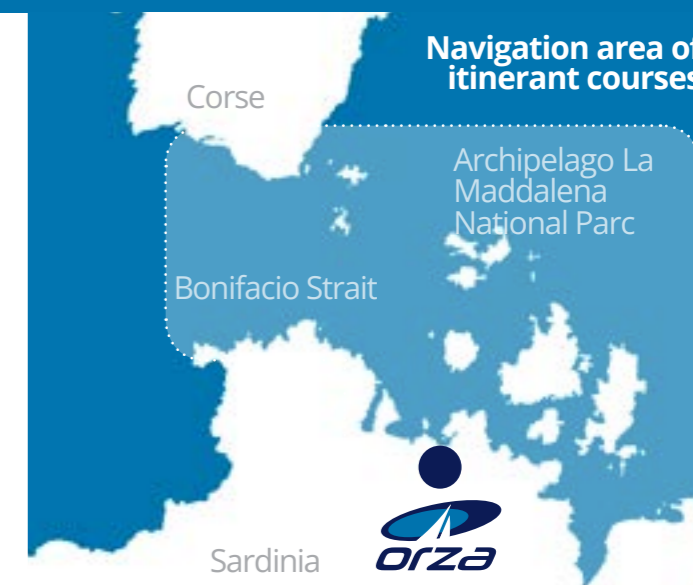 Navigation area of
itinerant courses
Corse
Archipelago La
Maddalena
National Parc
Bonifacio Strait
Sardinia
orza